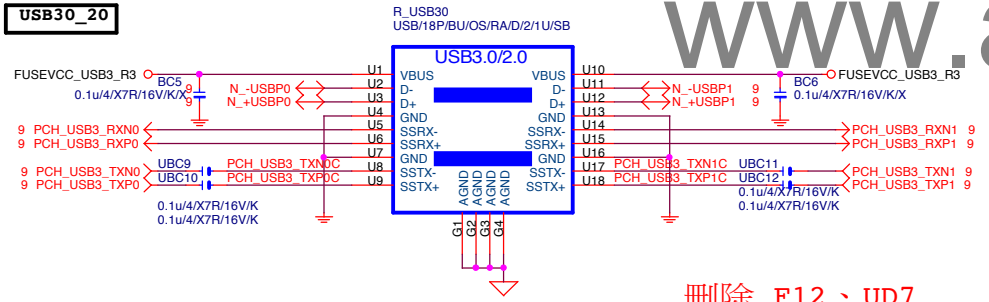 USB30_20
R_USB30
USB/18P/BU/OS/RA/D/2/1U/SB
www.a
USB3.0/2.0
FUSEVCC_USB3_R3
BC5
0.1u/4/X7R/16V/K/X
U1 VBUS VBUS U10
BC6
0.1u/4/X7R/16V/K/X
FUSEVCC_USB3_R3
9 N_-USBP0 U2 D- D- U11 N_-USBP1 9
9 N_+USBP0 U3 D+ D+ U12 N_+USBP1 9
U4 GND GND U13
9 PCH_USB3_RXN0 U5 SSRX- SSRX- U14 PCH_USB3_RXN1 9
9 PCH_USB3_RXP0 U6 SSRX+ SSRX+ U15 PCH_USB3_RXP1 9
U7 GND GND U16
9 PCH_USB3_TXN0 UBC9 PCH_USB3_TXN0C U8 SSTX- SSTX- U17 PCH_USB3_TXN1C UBC11 PCH_USB3_TXN1 9
9 PCH_USB3_TXP0 UBC10 PCH_USB3_TXP0C U9 SSTX+ SSTX+ U18 PCH_USB3_TXP1C UBC12 PCH_USB3_TXP1 9
0.1u/4/X7R/16V/K
0.1u/4/X7R/16V/K
0.1u/4/X7R/16V/K
0.1u/4/X7R/16V/K
AGND AGND AGND AGND
G1 G2 G3 G4
刪除 F12、UD7